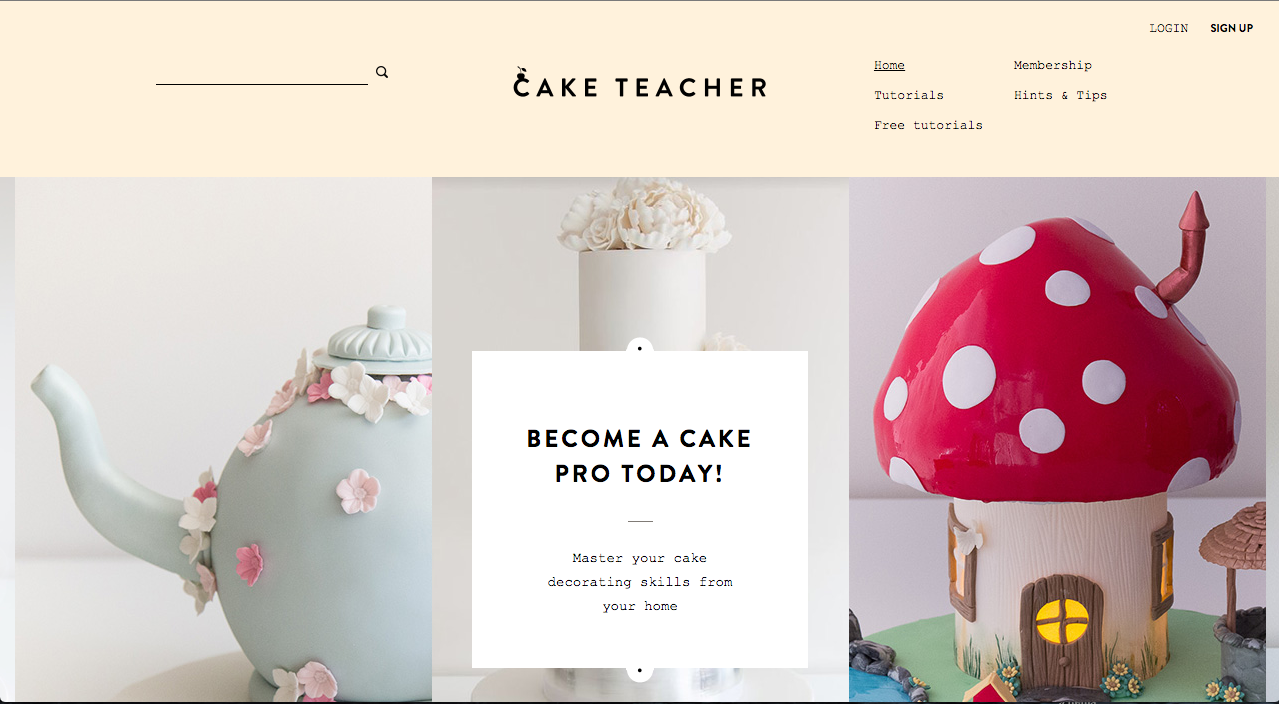 LOGIN SIGN UP
CAKE TEACHER
Home Membership
Tutorials Hints & Tips
Free tutorials
BECOME A CAKE
PRO TODAY!
Master your cake
decorating skills from
your home